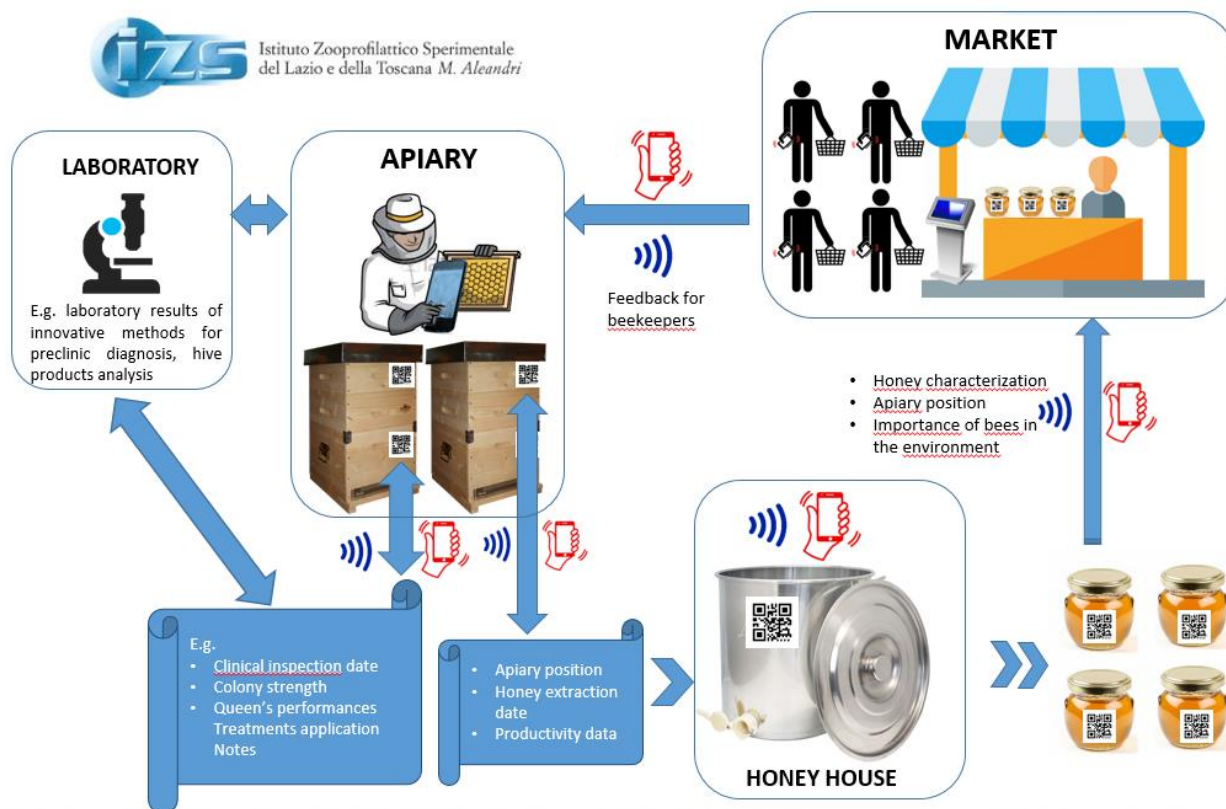 izs
Istituto Zooprofilattico Sperimentale
del Lazio e della Toscana M. Aleandri
MARKET
LABORATORY
E.g. laboratory results of
innovative methods for
preclinic diagnosis, hive
products analysis
APIARY
Feedback for
beekeepers
• Honey characterization
• Apiary position
• Importance of bees in
the environment
E.g.
• Clinical inspection date
• Colony strength
• Queen's performances
Treatments application
Notes
• Apiary position
• Honey extraction
date
• Productivity data
HONEY HOUSE